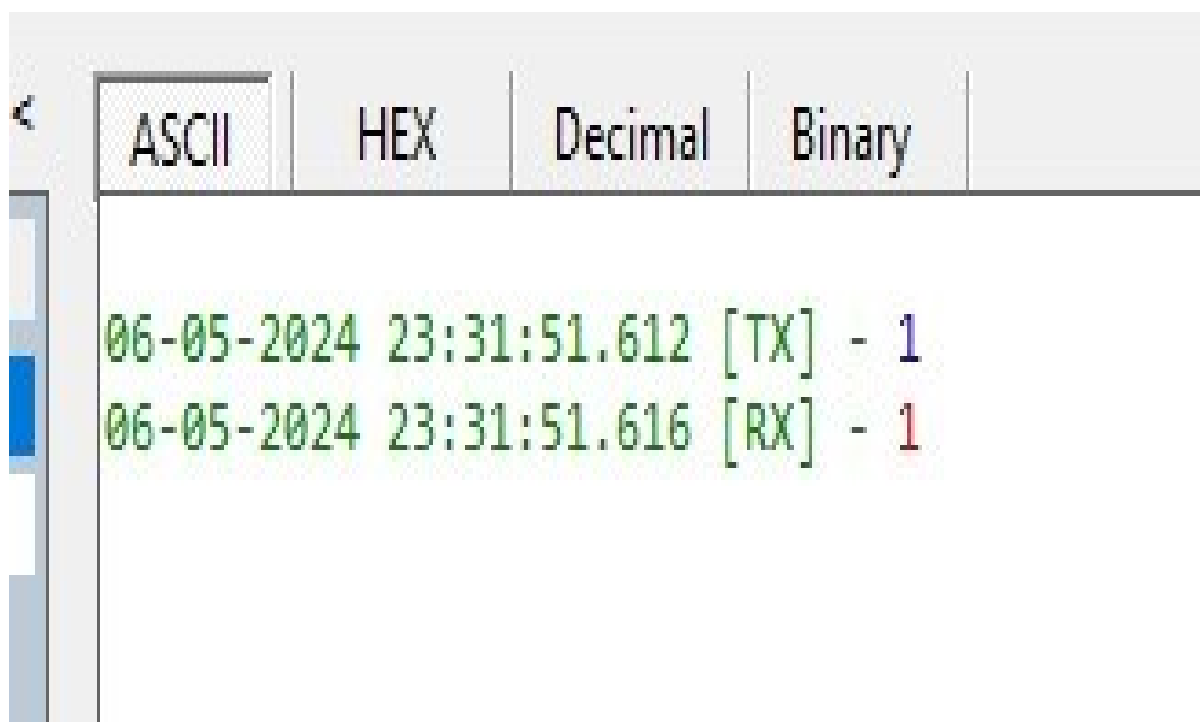 <
ASCII HEX Decimal Binary
06-05-2024 23:31:51.612 [TX] - 1
06-05-2024 23:31:51.616 [RX] - 1